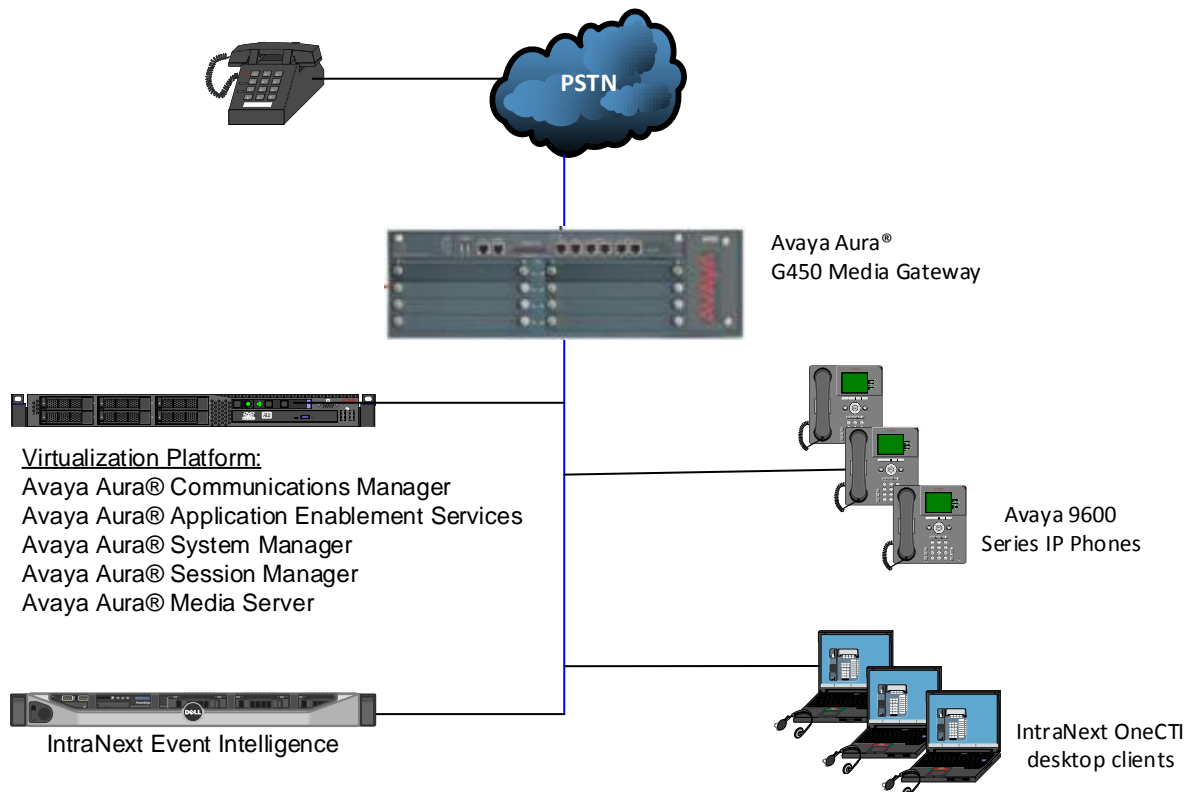 PSTN
Avaya Aura®
G450 Media Gateway
AVAYA
Virtualization Platform:
Avaya Aura® Communications Manager
Avaya Aura® Application Enablement Services
Avaya Aura® System Manager
Avaya Aura® Session Manager
Avaya Aura® Media Server
Avaya 9600
Series IP Phones
DELL
IntraNext Event Intelligence
IntraNext OneCTI
desktop clients